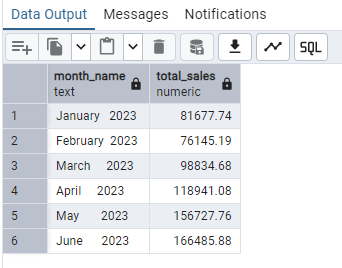 Data Output Messages Notifications
SQL
month_name total_sales
text numeric
1 January 2023 81677.74
2 February 2023 76145.19
3 March 2023 98834.68
4 April 2023 118941.08
5 May 2023 156727.76
6 June 2023 166485.88